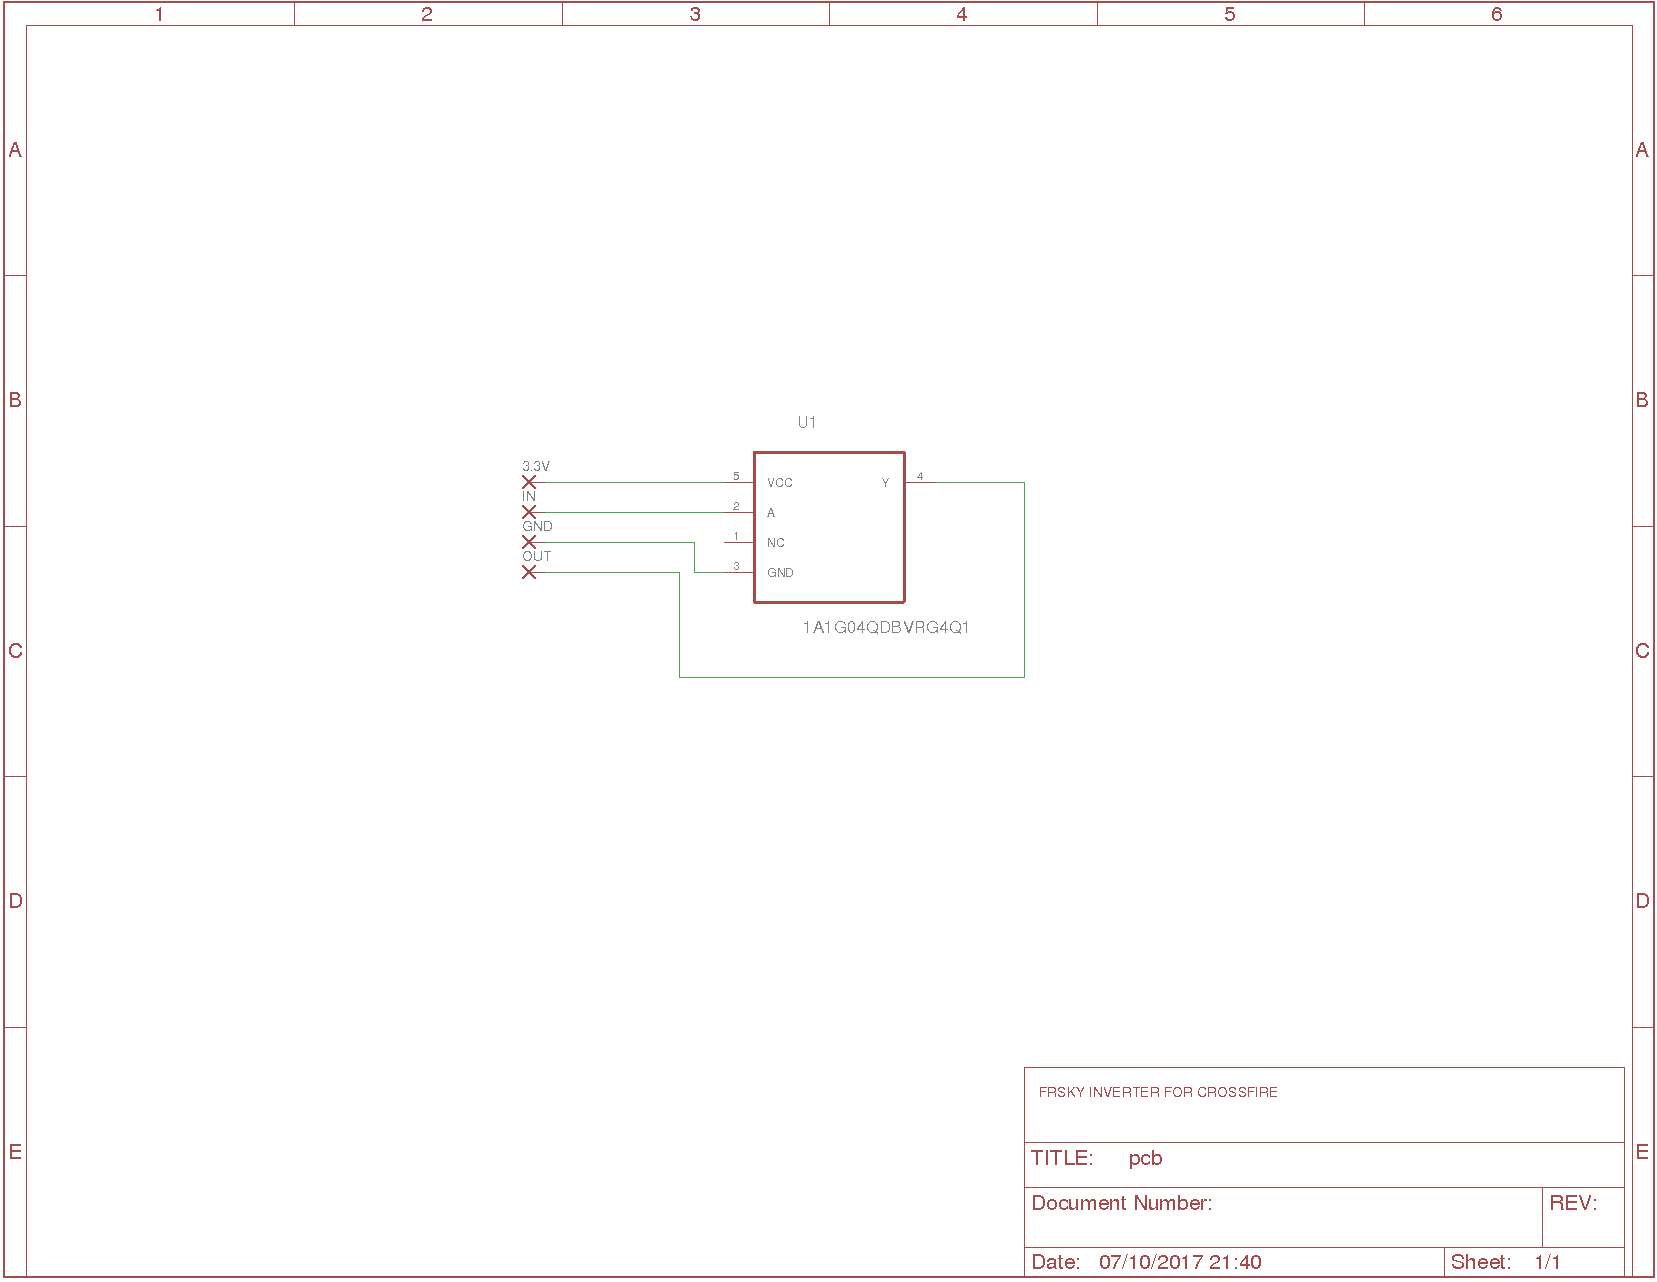 1 2 3 4 5 6
A A
B B
U1
3.3V
5 VCC Y 4
IN
2 A
GND
1 NC
OUT
3 GND
1A1G04QDBVRG4Q1
C C
D D
FRSKY INVERTER FOR CROSSFIRE
E E
TITLE: pcb
Document Number: REV:
Date: 07/10/2017 21:40 Sheet: 1/1